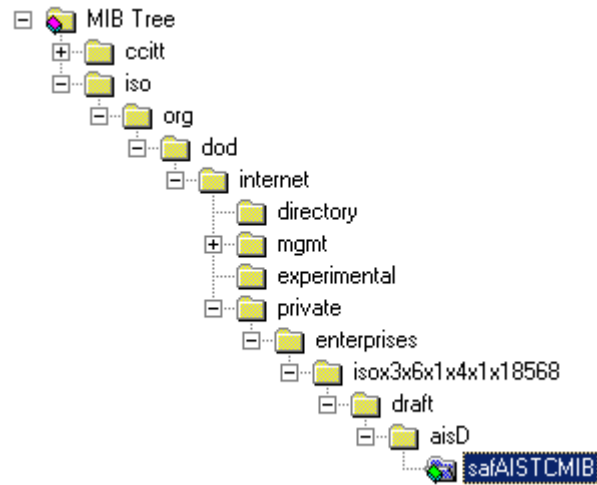 MIB Tree
ccitt
iso
org
dod
internet
directory
mgmt
experimental
private
enterprises
isox3x6x1x4x1x18568
draft
aisD
safAISTCMIB